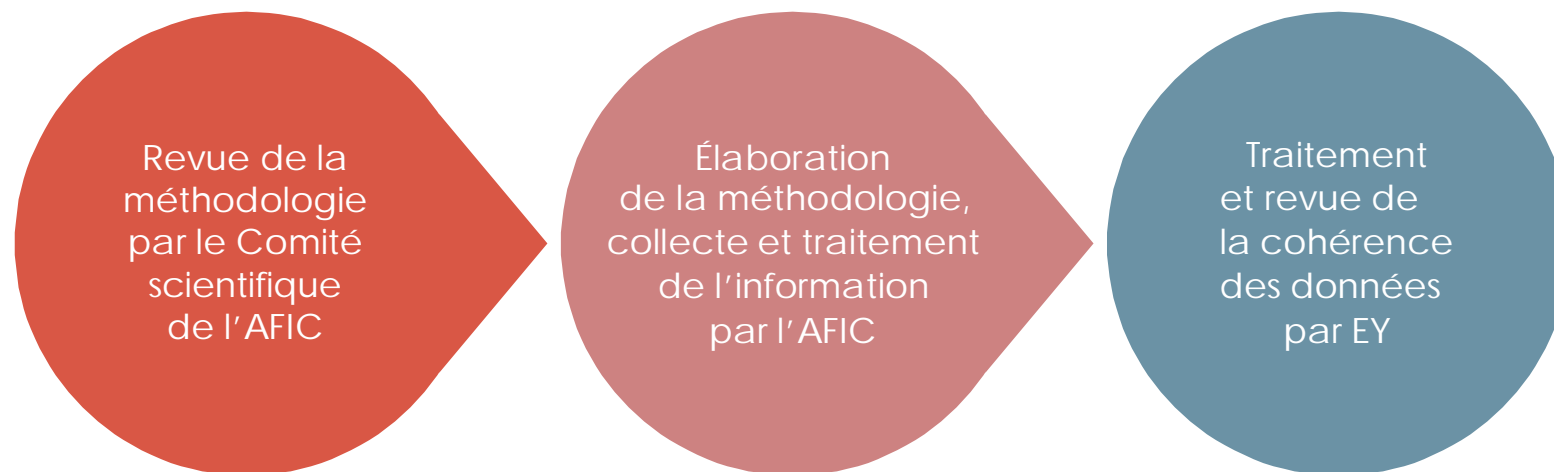 Revue de la
méthodologie
par le Comité
scientifique
de l'AFIC
Élaboration
de la méthodologie,
collecte et traitement
de l'information
par l'AFIC
Traitement
et revue de
la cohérence
des données
par EY